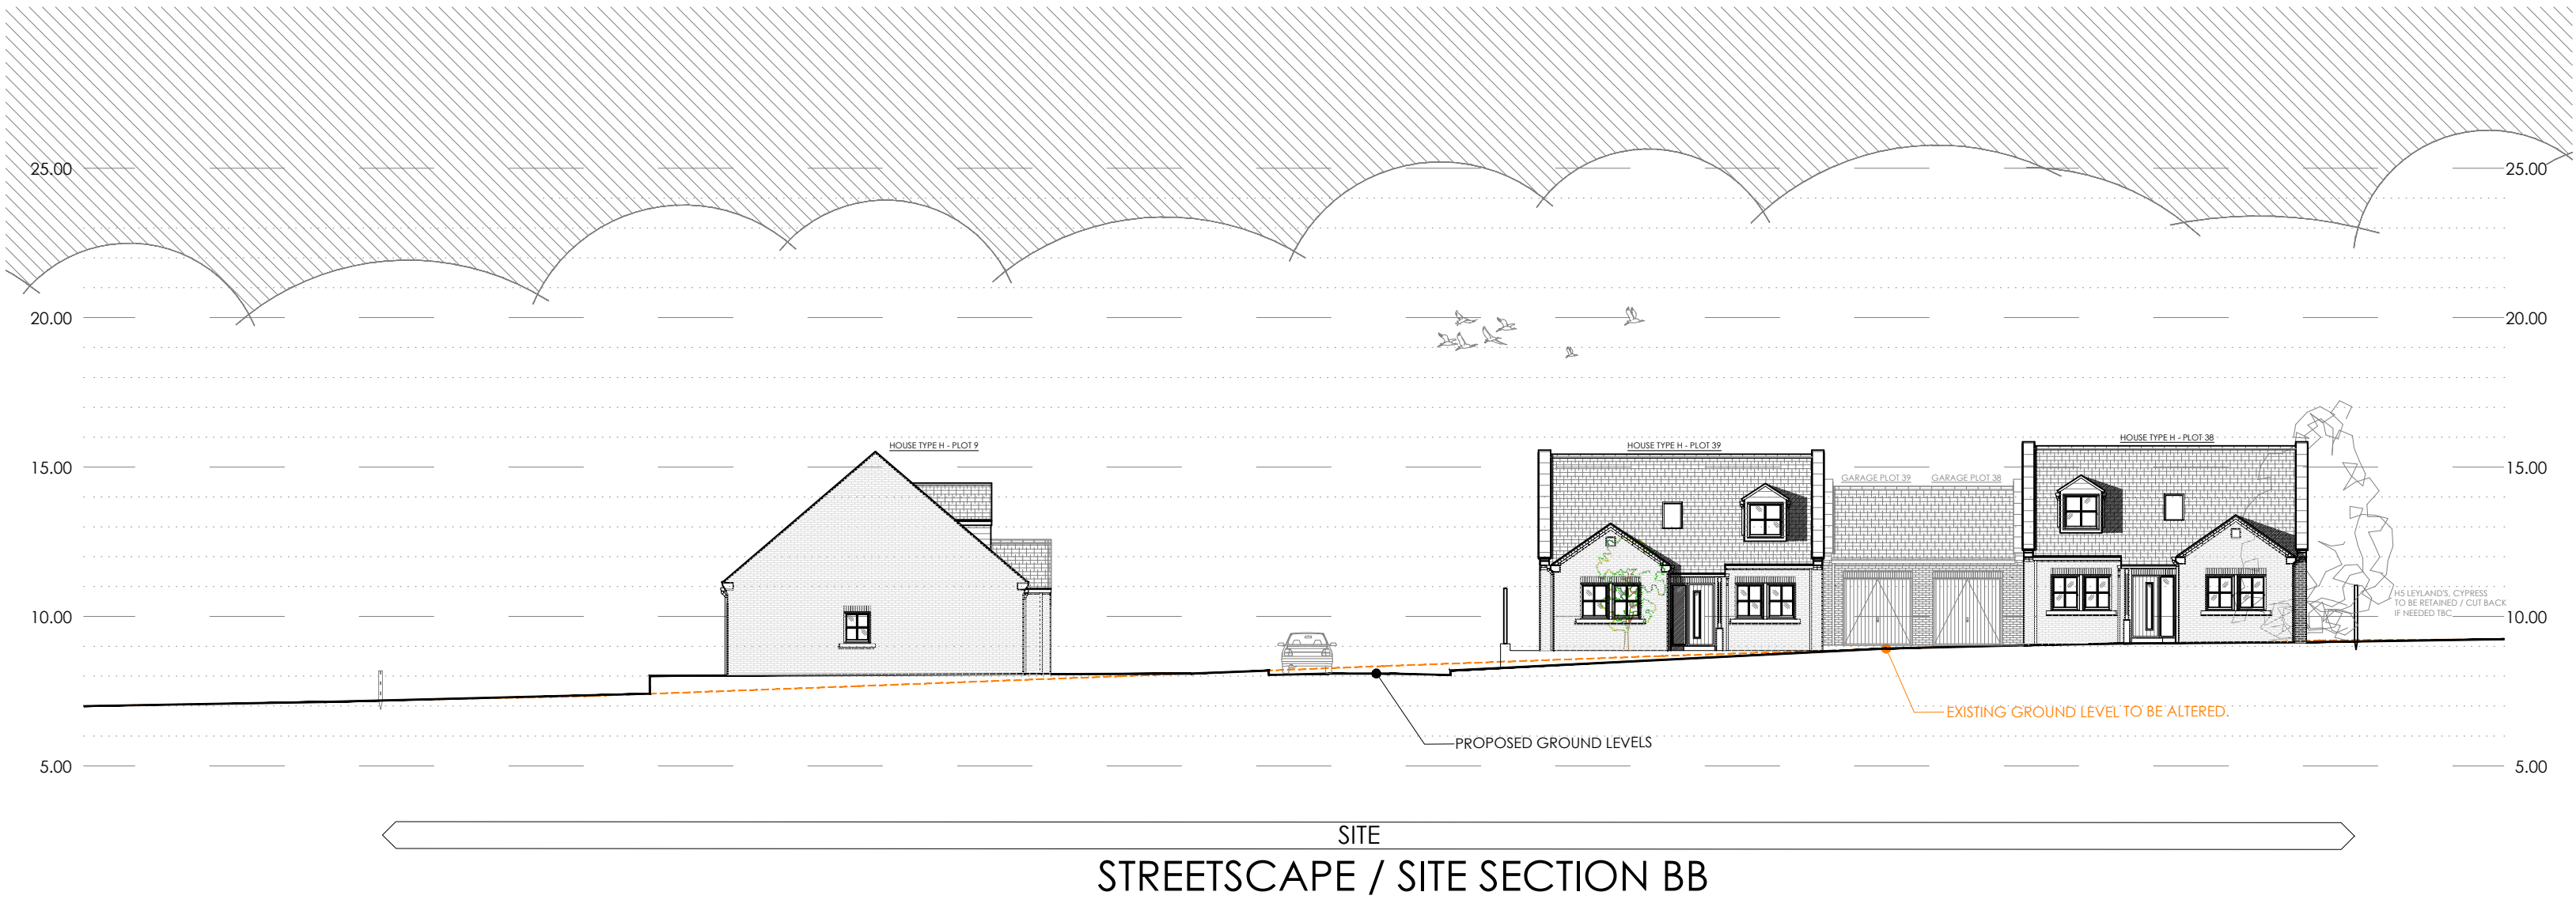 25.00
25.00
20.00
20.00
HOUSE TYPE H - PLOT 9
HOUSE TYPE H - PLOT 39
HOUSE TYPE H - PLOT 38
15.00
15.00
GARAGE PLOT 39
GARAGE PLOT 38
H5 LEYLAND'S, CYPRESS
TO BE RETAINED / CUT BACK
IF NEEDED TBC
10.00
10.00
EXISTING GROUND LEVEL TO BE ALTERED.
PROPOSED GROUND LEVELS
5.00
5.00
SITE
STREETSCAPE / SITE SECTION BB